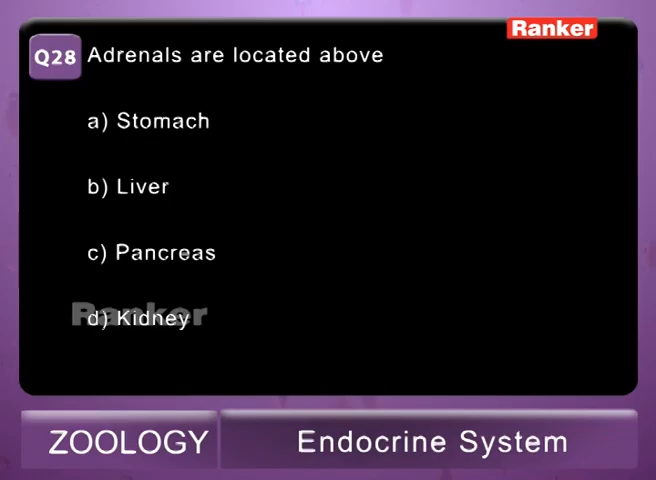 Ranker
Q28 Adrenals are located above
a) Stomach
b) Liver
c) Pancreas
Ranker
d) Kidney
ZOOLOGY Endocrine System